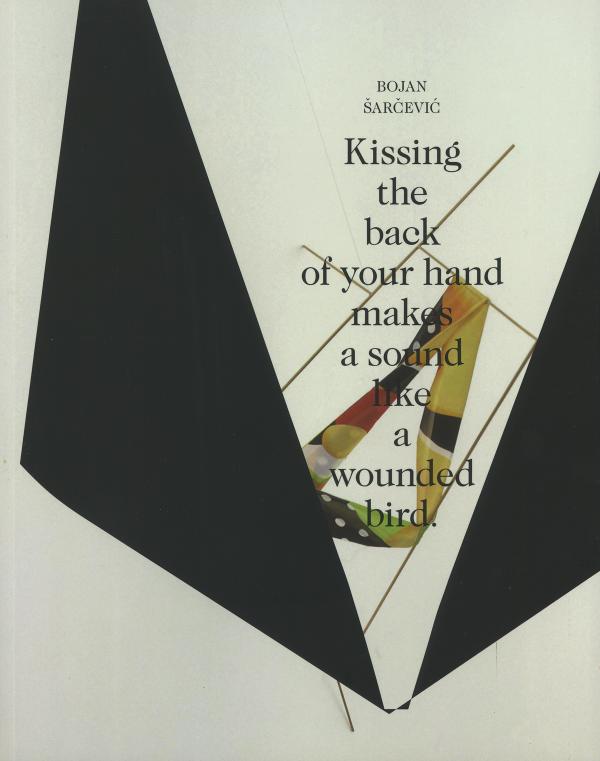 BOJAN
ŠARČEVIĆ
Kissing
the
back
of your hand
makes
a sound
like
a
wounded
bird.